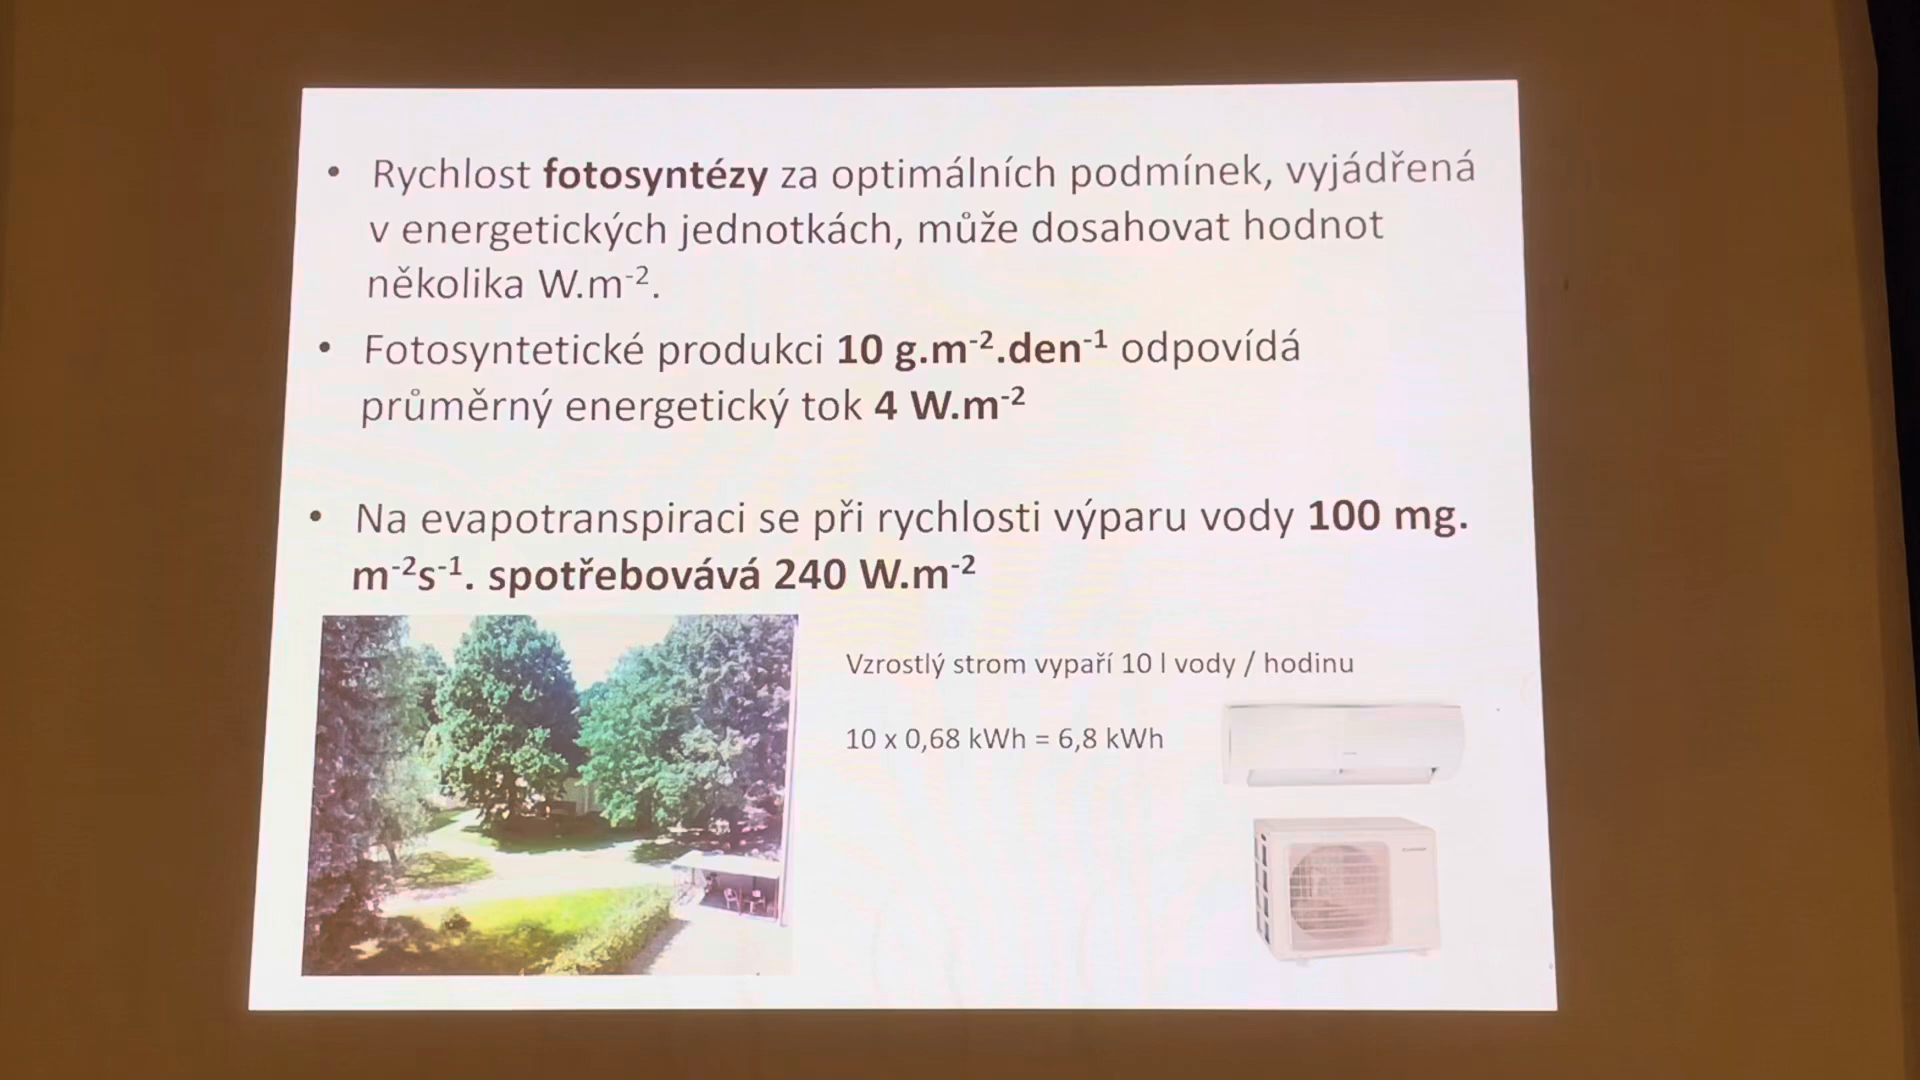 • Rychlost fotosyntézy za optimálních podmínek, vyjádřená
v energetických jednotkách, může dosahovat hodnot
několika W.m⁻².
• Fotosyntetické produkci 10 g.m⁻².den⁻¹ odpovídá
průměrný energetický tok 4 W.m⁻²
• Na evapotranspiraci se při rychlosti výparu vody 100 mg.
m⁻²s⁻¹. spotřebovává 240 W.m⁻²
Vzrostlý strom vypaří 10 l vody / hodinu
10 x 0,68 kWh = 6,8 kWh